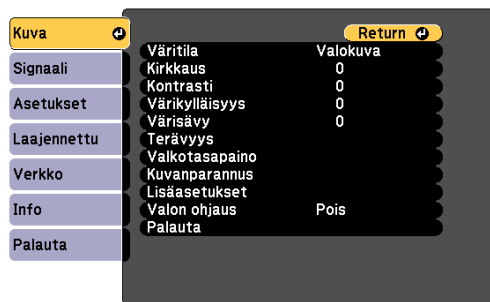 Kuva
Signaali
Asetukset
Laajennettu
Verkko
Info
Palauta
Return
Väritila Valokuva
Kirkkaus 0
Kontrasti 0
Värikylläisyys 0
Värisävy 0
Terävyys
Valkotasapaino
Kuvanparannus
Lisäasetukset
Valon ohjaus Pois
Palauta